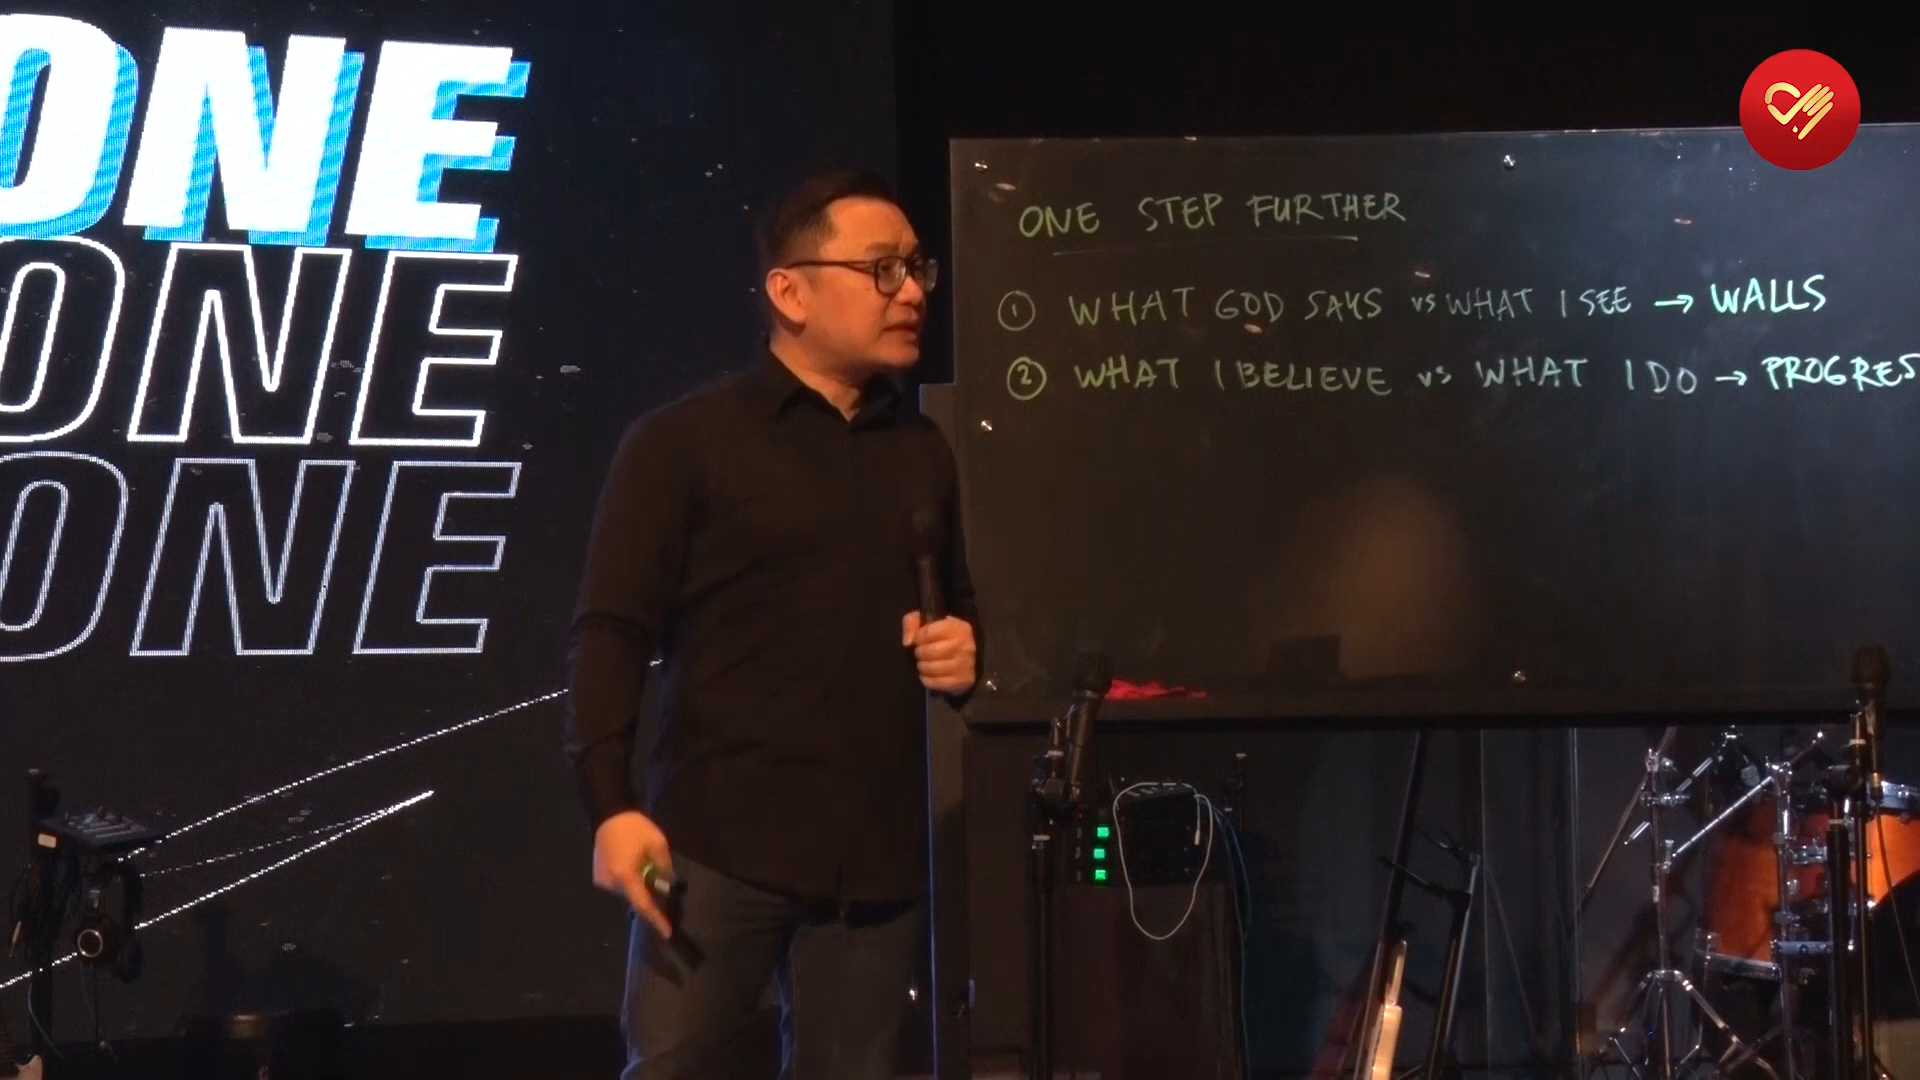 ONE
ONE
ONE
ONE STEP FURTHER
① WHAT GOD SAYS vs WHAT I SEE → WALLS
② WHAT I BELIEVE vs WHAT I DO → PROGRES